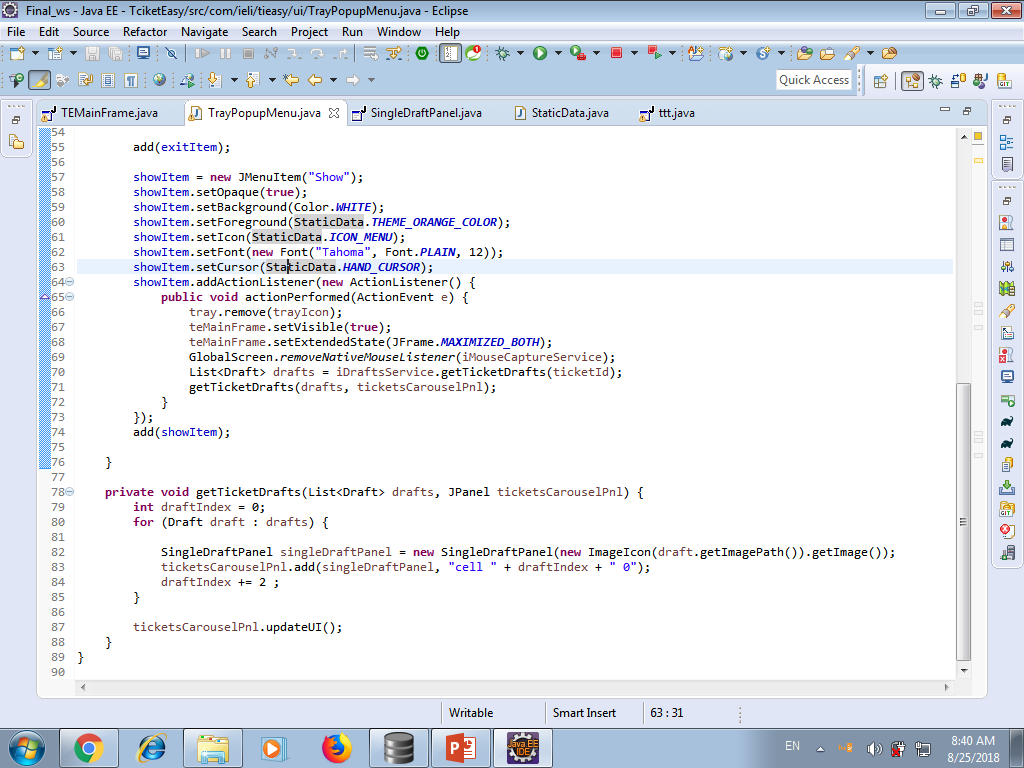 Final_ws - Java EE - TciketEasy/src/com/ieli/tieasy/ui/TrayPopupMenu.java - Eclipse
File Edit Source Refactor Navigate Search Project Run Window Help
Quick Access
TEMainFrame.java TrayPopupMenu.java SingleDraftPanel.java StaticData.java ttt.java
54
55 add(exitItem);
56
57 showItem = new JMenuItem("Show");
58 showItem.setOpaque(true);
59 showItem.setBackground(Color.WHITE);
60 showItem.setForeground(StaticData.THEME_ORANGE_COLOR);
61 showItem.setIcon(StaticData.ICON_MENU);
62 showItem.setFont(new Font("Tahoma", Font.PLAIN, 12));
63 showItem.setCursor(StaticData.HAND_CURSOR);
64 showItem.addActionListener(new ActionListener() {
65 public void actionPerformed(ActionEvent e) {
66 tray.remove(trayIcon);
67 teMainFrame.setVisible(true);
68 teMainFrame.setExtendedState(JFrame.MAXIMIZED_BOTH);
69 GlobalScreen.removeNativeMouseListener(iMouseCaptureService);
70 List<Draft> drafts = iDraftsService.getTicketDrafts(ticketId);
71 getTicketDrafts(drafts, ticketsCarouselPnl);
72 }
73 });
74 add(showItem);
75
76 }
77
78 private void getTicketDrafts(List<Draft> drafts, JPanel ticketsCarouselPnl) {
79 int draftIndex = 0;
80 for (Draft draft : drafts) {
81
82 SingleDraftPanel singleDraftPanel = new SingleDraftPanel(new ImageIcon(draft.getImagePath()).getImage());
83 ticketsCarouselPnl.add(singleDraftPanel, "cell " + draftIndex + " 0");
84 draftIndex += 2 ;
85 }
86
87 ticketsCarouselPnl.updateUI();
88 }
89 }
90
Writable Smart Insert 63 : 31
EN 8:40 AM
8/25/2018